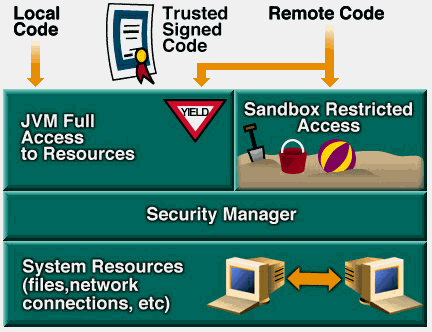 Local
Code
Trusted
Signed
Code
Remote Code
JVM Full
Access
to Resources
YIELD
Sandbox Restricted
Access
Security Manager
System Resources
(files,network
connections, etc)